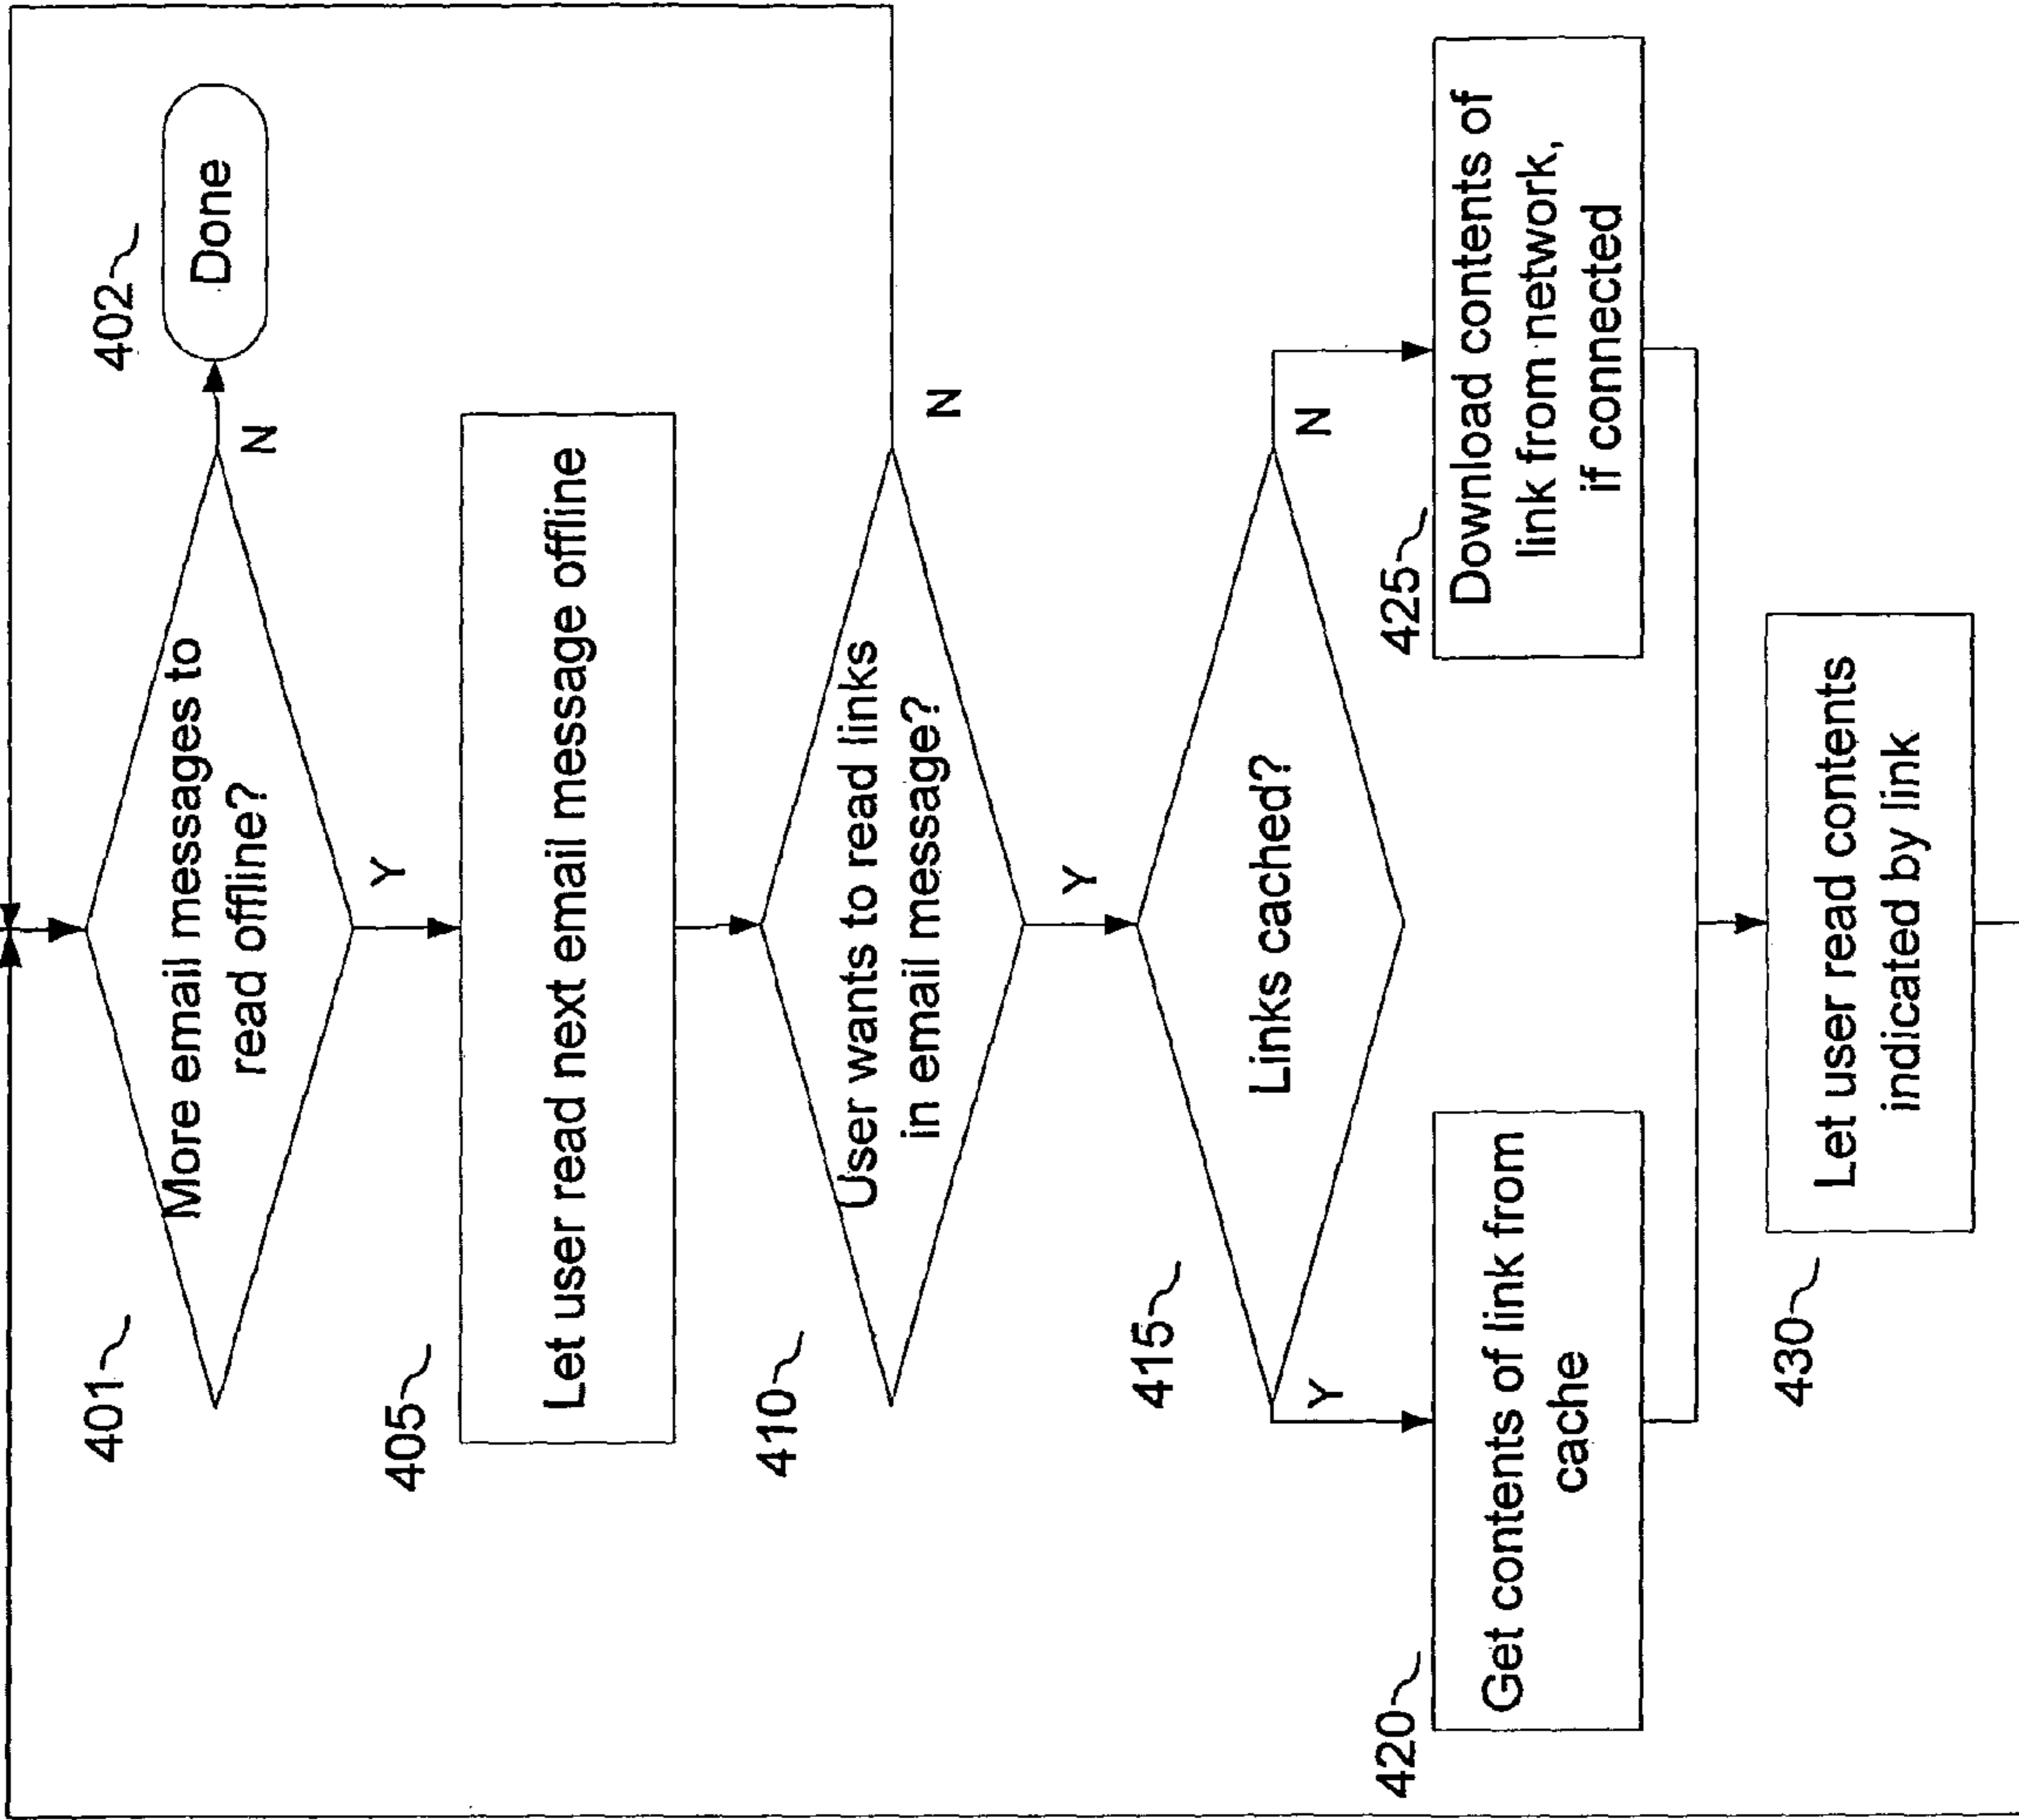 401
More email messages to
read offline?
N
402
Done
Y
405
Let user read next email message offline
410
User wants to read links
in email message?
N
Y
415
Links cached?
Y
N
420
Get contents of link from
cache
425
Download contents of
link from network,
if connected
430
Let user read contents
indicated by link